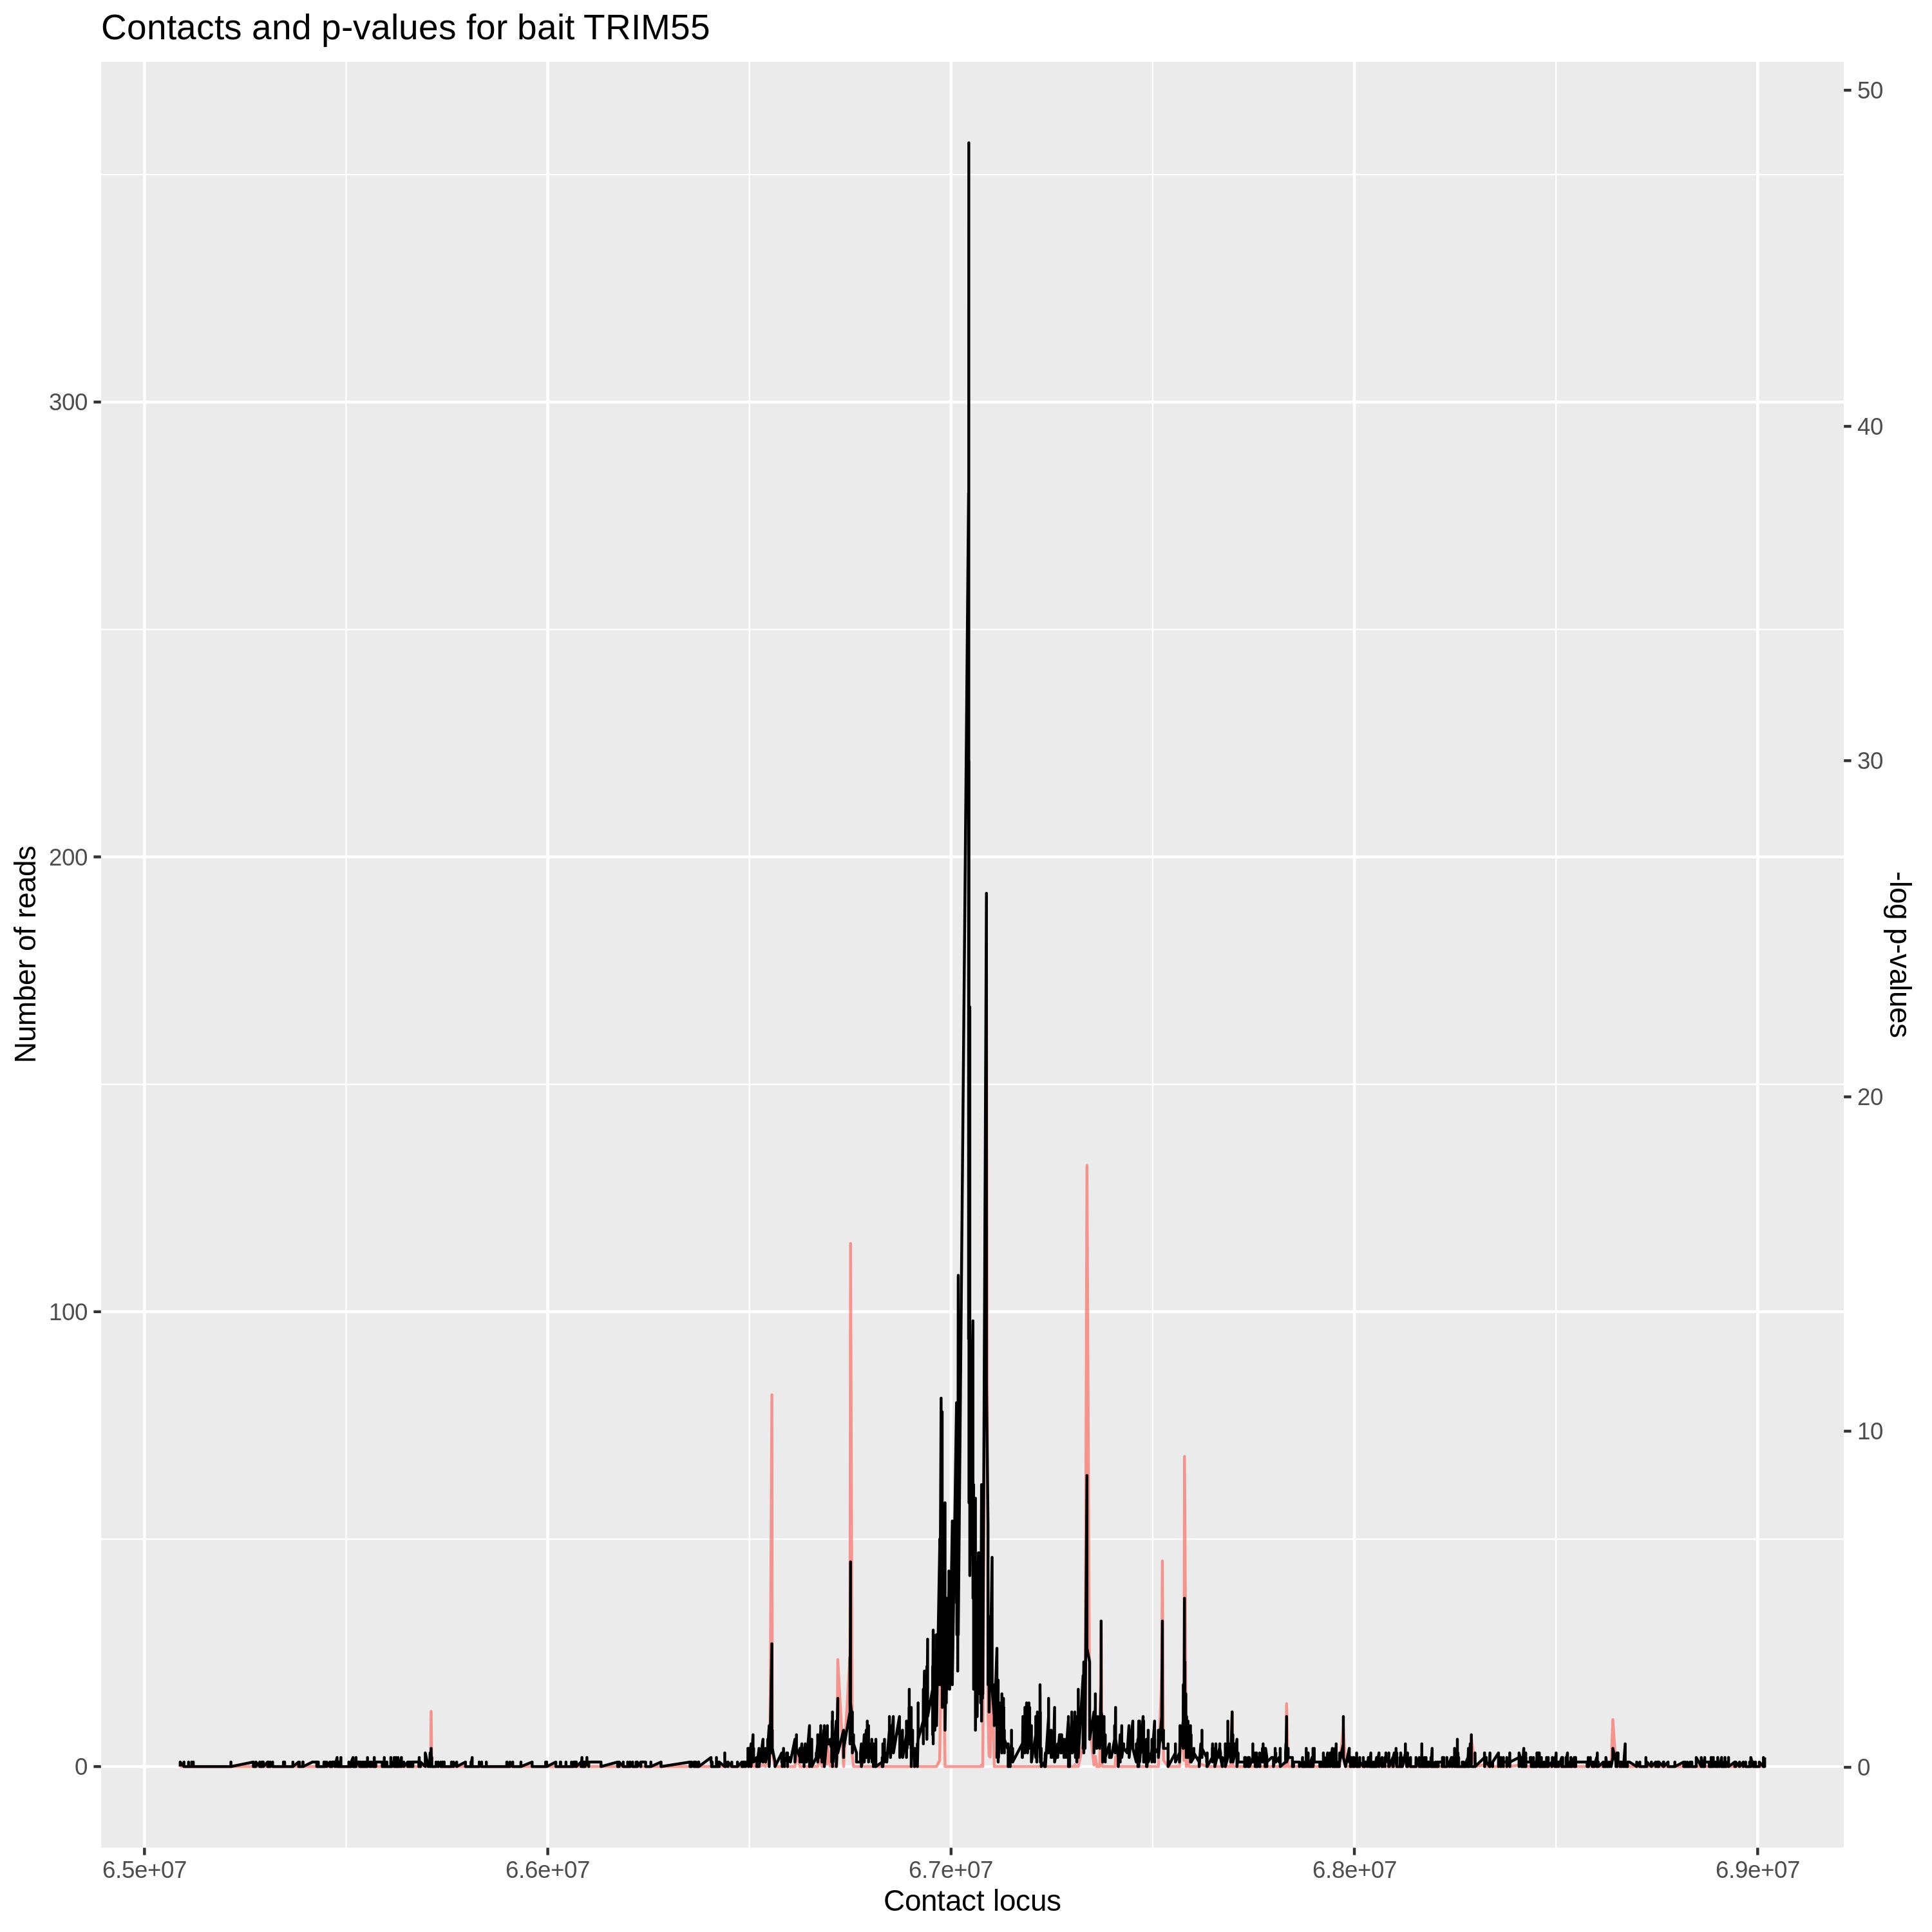 Contacts and p-values for bait TRIM55
Number of reads
300
200
100
0
50
40
30
20
10
0
-log p-values
6.5e+07
6.6e+07
6.7e+07
6.8e+07
6.9e+07
Contact locus